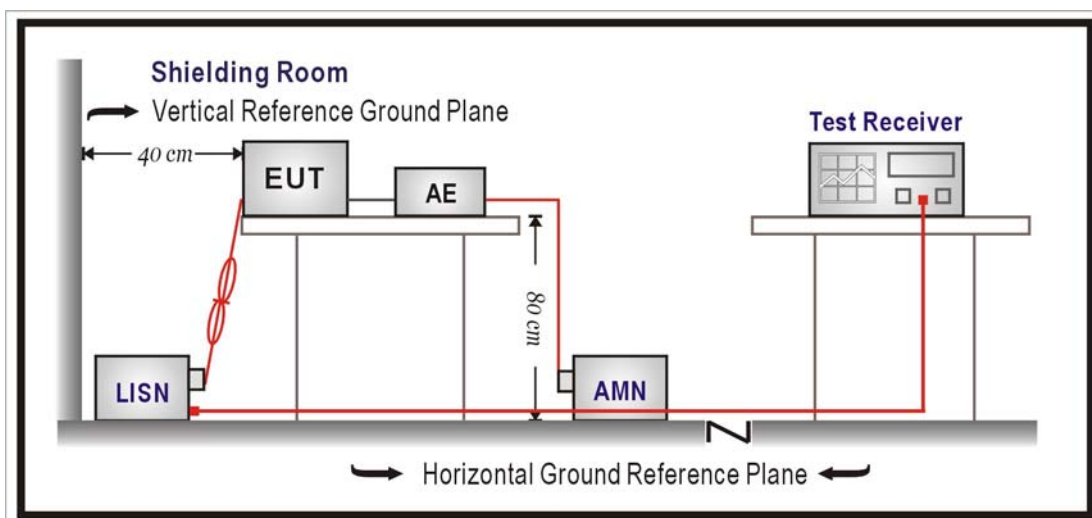 Shielding Room
Vertical Reference Ground Plane
Test Receiver
40 cm
EUT
AE
80 cm
LISN
AMN
Horizontal Ground Reference Plane